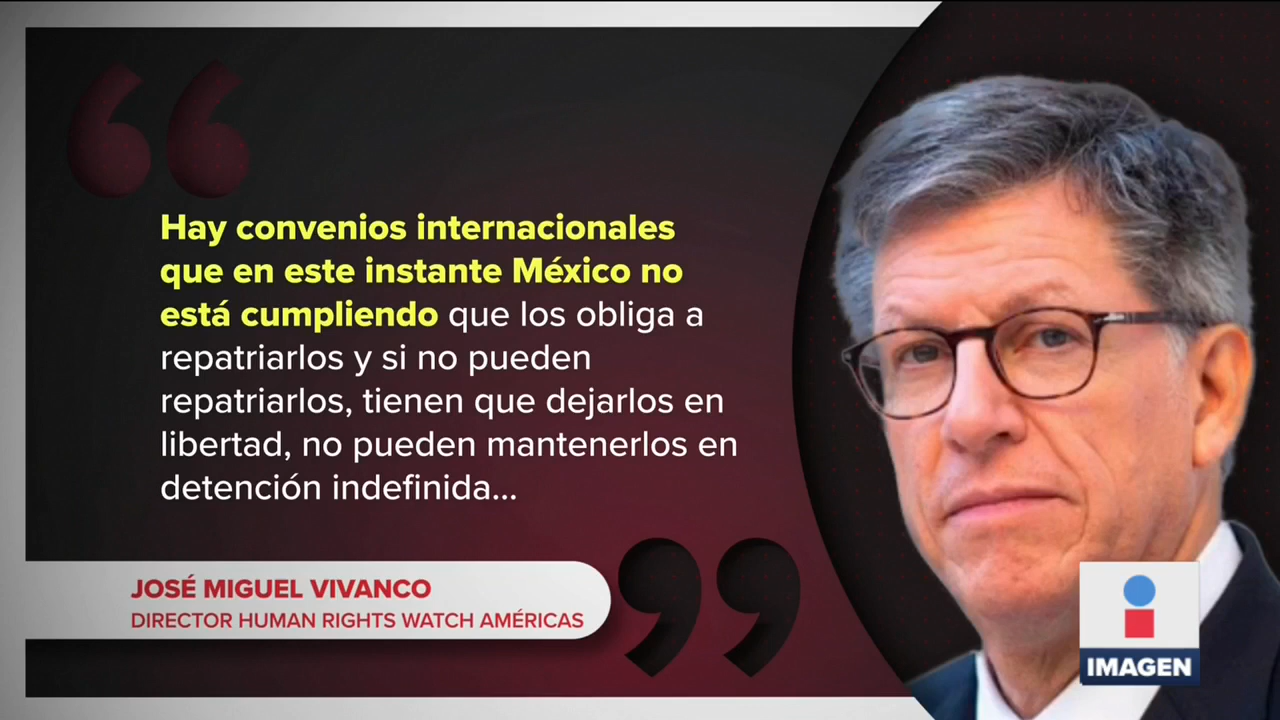 Hay convenios internacionales
que en este instante México no
está cumpliendo que los obliga a
repatriarlos y si no pueden
repatriarlos, tienen que dejarlos en
libertad, no pueden mantenerlos en
detención indefinida...
JOSÉ MIGUEL VIVANCO
DIRECTOR HUMAN RIGHTS WATCH AMÉRICAS
IMAGEN